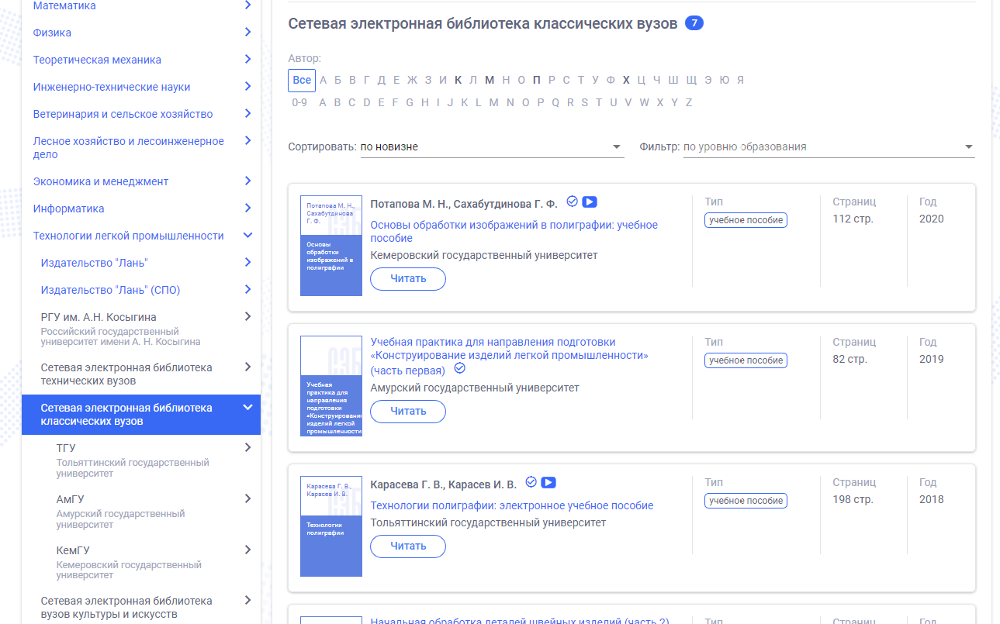 Математика
Физика
Теоретическая механика
Инженерно-технические науки
Ветеринария и сельское хозяйство
Лесное хозяйство и лесоинженерное
дело
Экономика и менеджмент
Информатика
Технологии легкой промышленности
Издательство "Лань"
Издательство "Лань" (СПО)
РГУ им. А.Н. Косыгина
Российский государственный
университет имени А. Н. Косыгина
Сетевая электронная библиотека
технических вузов
Сетевая электронная библиотека
классических вузов
ТГУ
Тольяттинский государственный
университет
АмГУ
Амурский государственный
университет
КемГУ
Кемеровский государственный
университет
Сетевая электронная библиотека
вузов культуры и искусств
Сетевая электронная библиотека классических вузов 7
Автор:
Все А Б В Г Д Е Ж З И К Л М Н О П Р С Т У Ф Х Ц Ч Ш Щ Э Ю Я
0-9 A B C D E F G H I J K L M N O P Q R S T U V W X Y Z
Сортировать: по новизне Фильтр: по уровню образования
Потапова М. Н.,
Сахабутдинова
Г. Ф.
СЭБ
Основы
обработки
изображений в
полиграфии
Потапова М. Н., Сахабутдинова Г. Ф.
Основы обработки изображений в полиграфии: учебное
пособие
Кемеровский государственный университет
Читать
Тип
учебное пособие
Страниц
112 стр.
Год
2020
СЭБ
Учебная
практика для
направления
подготовки
«Конструировани
изделий легкой
промышленности
Учебная практика для направления подготовки
«Конструирование изделий легкой промышленности»
(часть первая)
Амурский государственный университет
Читать
Тип
учебное пособие
Страниц
82 стр.
Год
2019
Карасева Г. В.,
Карасев И. В.
СЭБ
Технологии
полиграфии
Карасева Г. В., Карасев И. В.
Технологии полиграфии: электронное учебное пособие
Тольяттинский государственный университет
Читать
Тип
учебное пособие
Страниц
198 стр.
Год
2018
Начальная обработка деталей швейных изделий (часть 2)
Тип
Страниц
Год